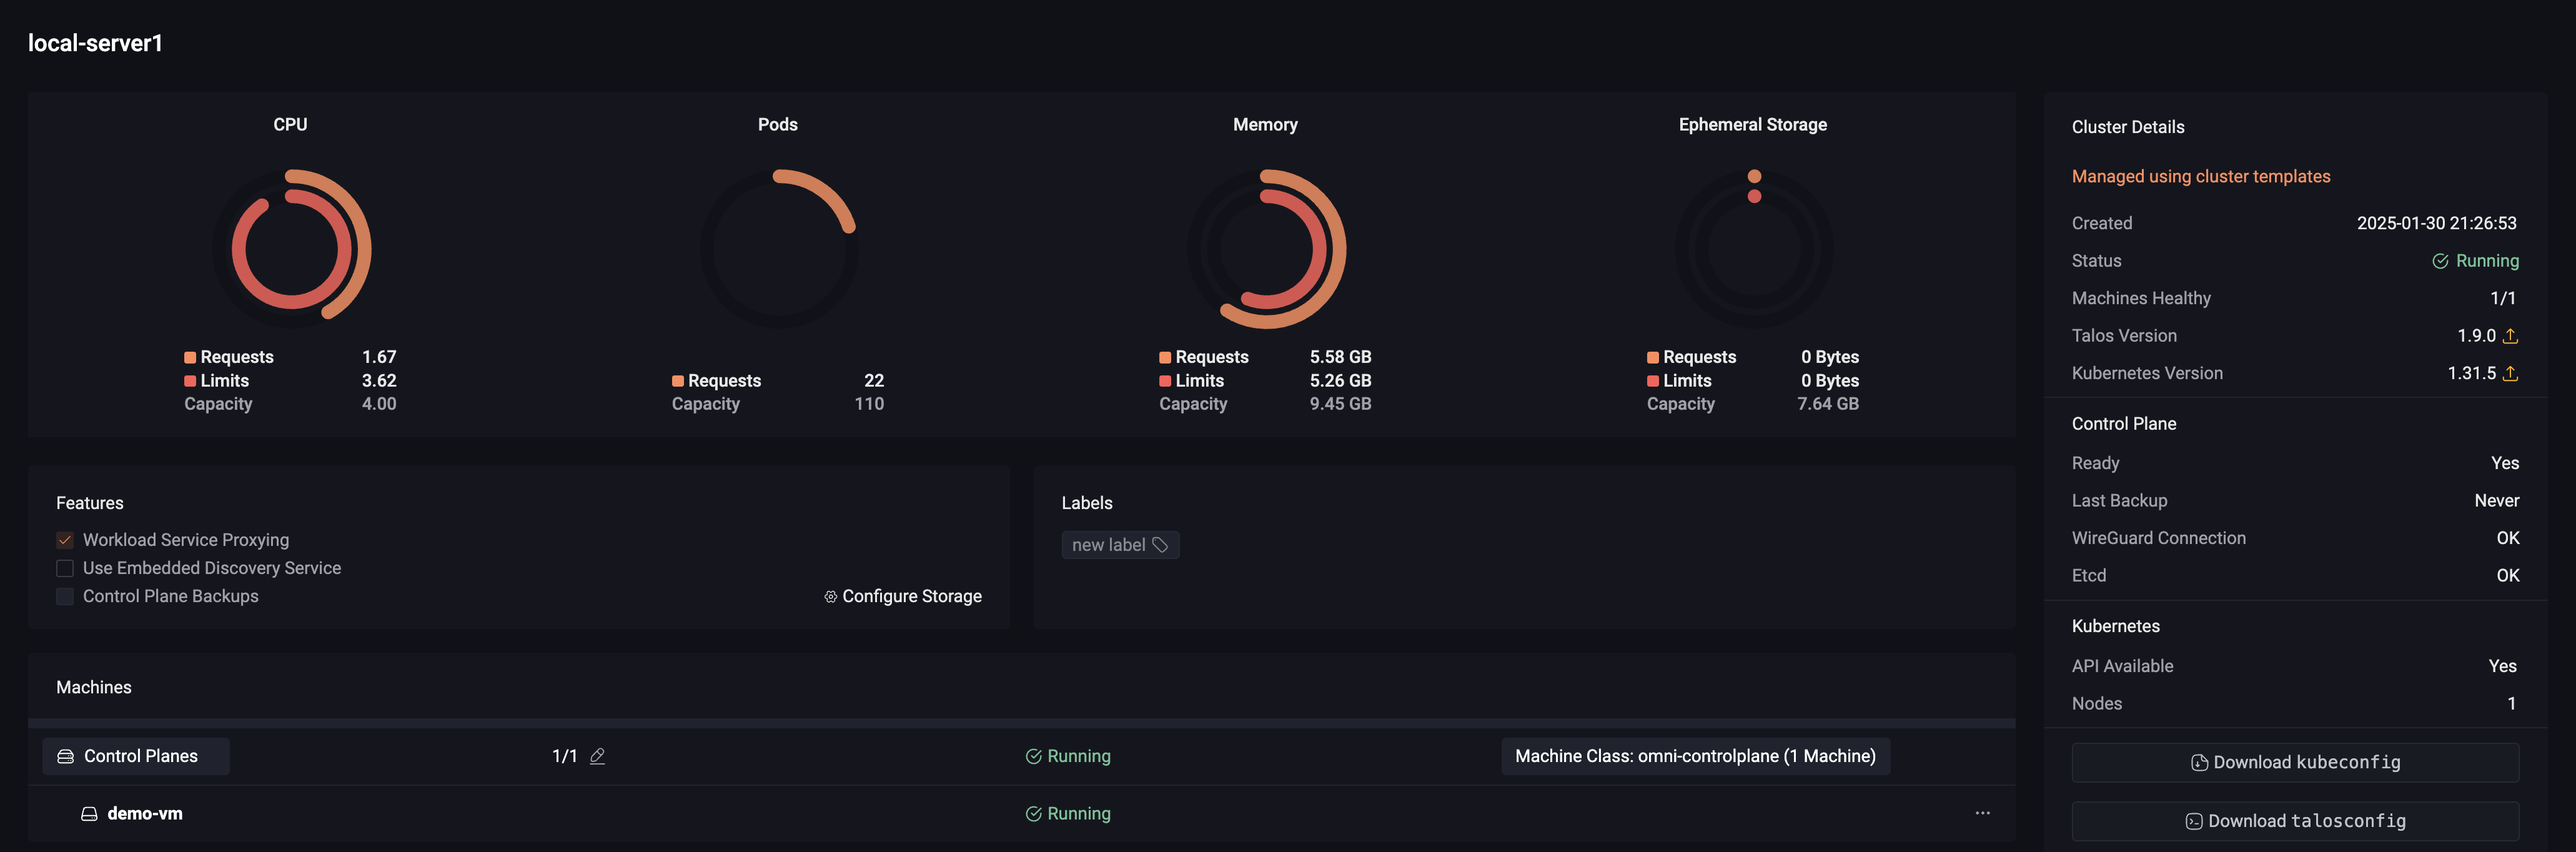 local-server1
CPU
Requests 1.67
Limits 3.62
Capacity 4.00
Pods
Requests 22
Capacity 110
Memory
Requests 5.58 GB
Limits 5.26 GB
Capacity 9.45 GB
Ephemeral Storage
Requests 0 Bytes
Limits 0 Bytes
Capacity 7.64 GB
Features
Workload Service Proxying
Use Embedded Discovery Service
Control Plane Backups
Configure Storage
Labels
new label
Machines
Control Planes 1/1 Running Machine Class: omni-controlplane (1 Machine)
demo-vm Running ...
Cluster Details
Managed using cluster templates
Created 2025-01-30 21:26:53
Status Running
Machines Healthy 1/1
Talos Version 1.9.0
Kubernetes Version 1.31.5
Control Plane
Ready Yes
Last Backup Never
WireGuard Connection OK
Etcd OK
Kubernetes
API Available Yes
Nodes 1
Download kubeconfig
Download talosconfig